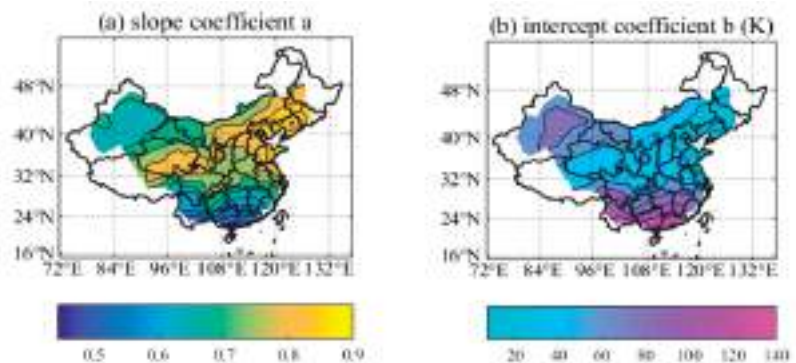 (a) slope coefficient a
(b) intercept coefficient b (K)
48°N
40°N
32°N
24°N
16°N
72°E 84°E 96°E 108°E 120°E 132°E
48°N
40°N
32°N
24°N
16°N
72°E 84°E 96°E 108°E 120°E 132°E
0.5 0.6 0.7 0.8 0.9
20 40 60 80 100 120 140